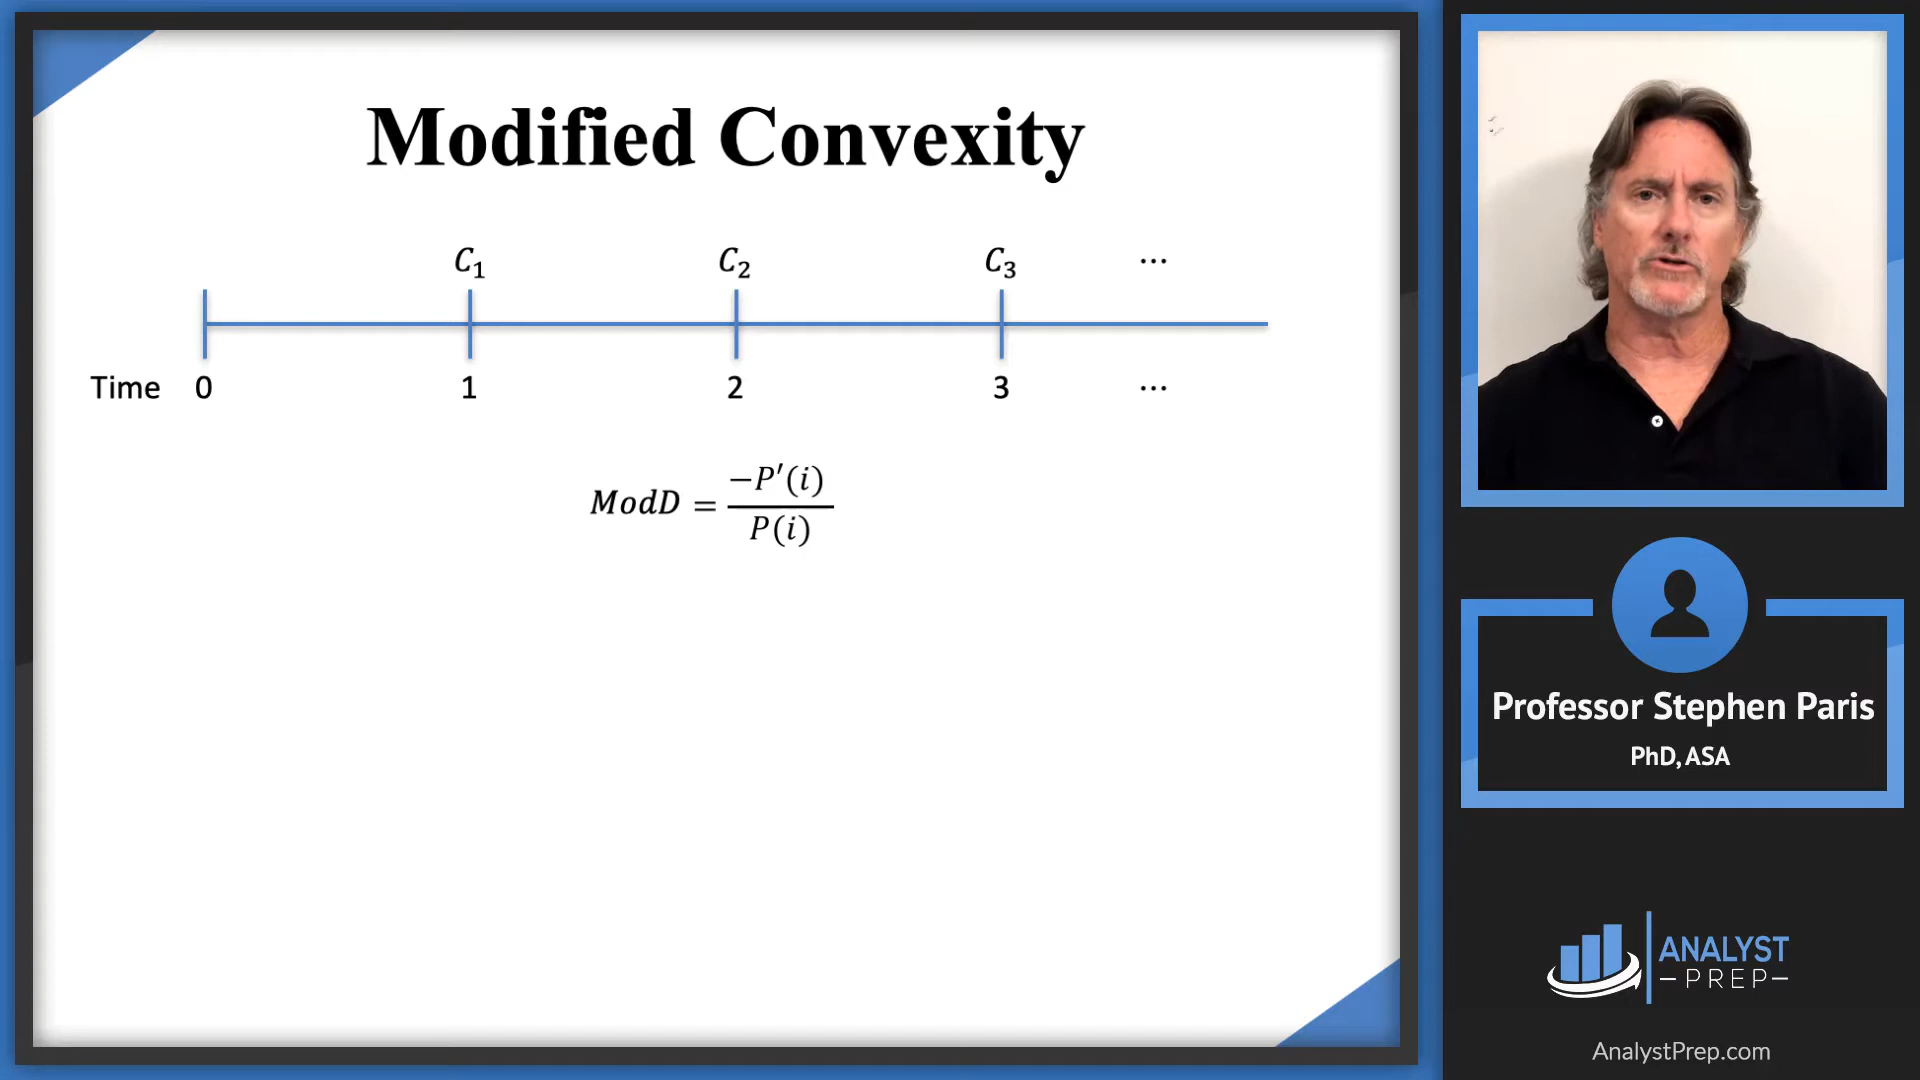 Modified Convexity
C₁ C₂ C₃ ...
Time 0 1 2 3 ...
ModD = −P′(i) / P(i)
Professor Stephen Paris
PhD, ASA
ANALYST
PREP
AnalystPrep.com